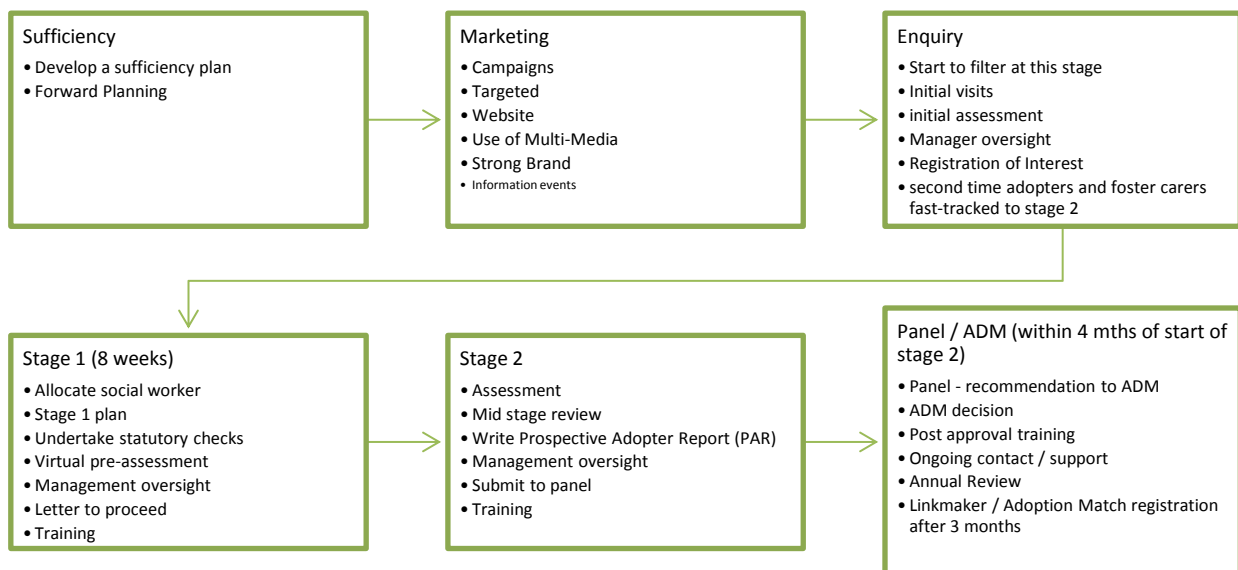 Sufficiency
• Develop a sufficiency plan
• Forward Planning
Marketing
• Campaigns
• Targeted
• Website
• Use of Multi-Media
• Strong Brand
• Information events
Enquiry
• Start to filter at this stage
• Initial visits
• initial assessment
• Manager oversight
• Registration of Interest
• second time adopters and foster carers
fast-tracked to stage 2
Stage 1 (8 weeks)
• Allocate social worker
• Stage 1 plan
• Undertake statutory checks
• Virtual pre-assessment
• Management oversight
• Letter to proceed
• Training
Stage 2
• Assessment
• Mid stage review
• Write Prospective Adopter Report (PAR)
• Management oversight
• Submit to panel
• Training
Panel / ADM (within 4 mths of start of
stage 2)
• Panel - recommendation to ADM
• ADM decision
• Post approval training
• Ongoing contact / support
• Annual Review
• Linkmaker / Adoption Match registration
after 3 months